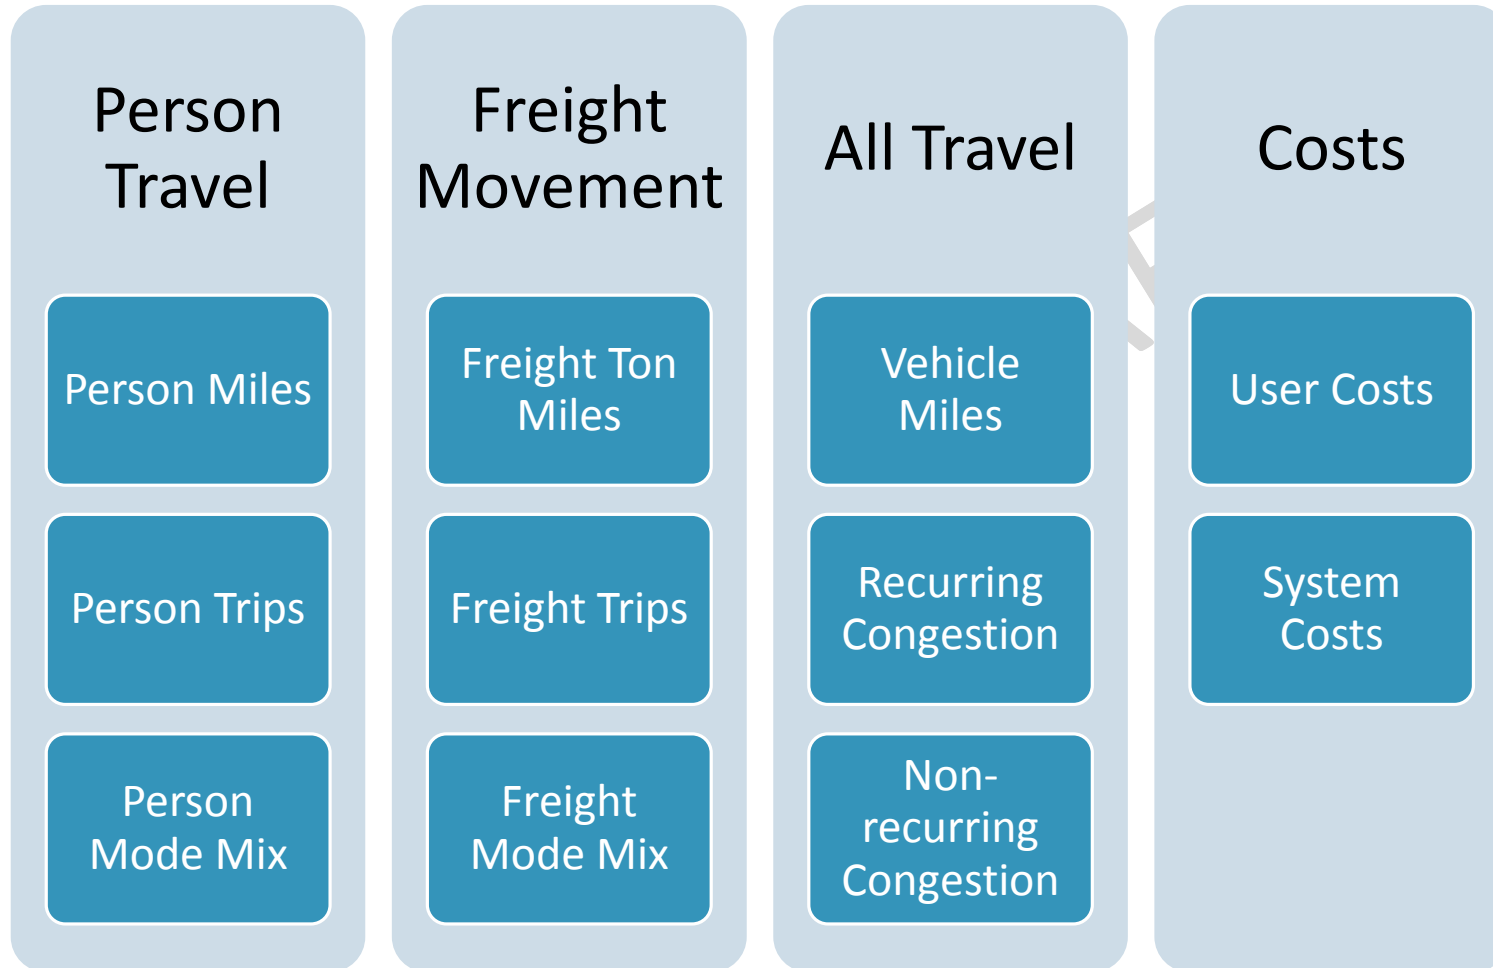 Person
Travel
Person Miles
Person Trips
Person
Mode Mix
Freight
Movement
Freight Ton
Miles
Freight Trips
Freight
Mode Mix
All Travel
Vehicle
Miles
Recurring
Congestion
Non-
recurring
Congestion
Costs
User Costs
System
Costs